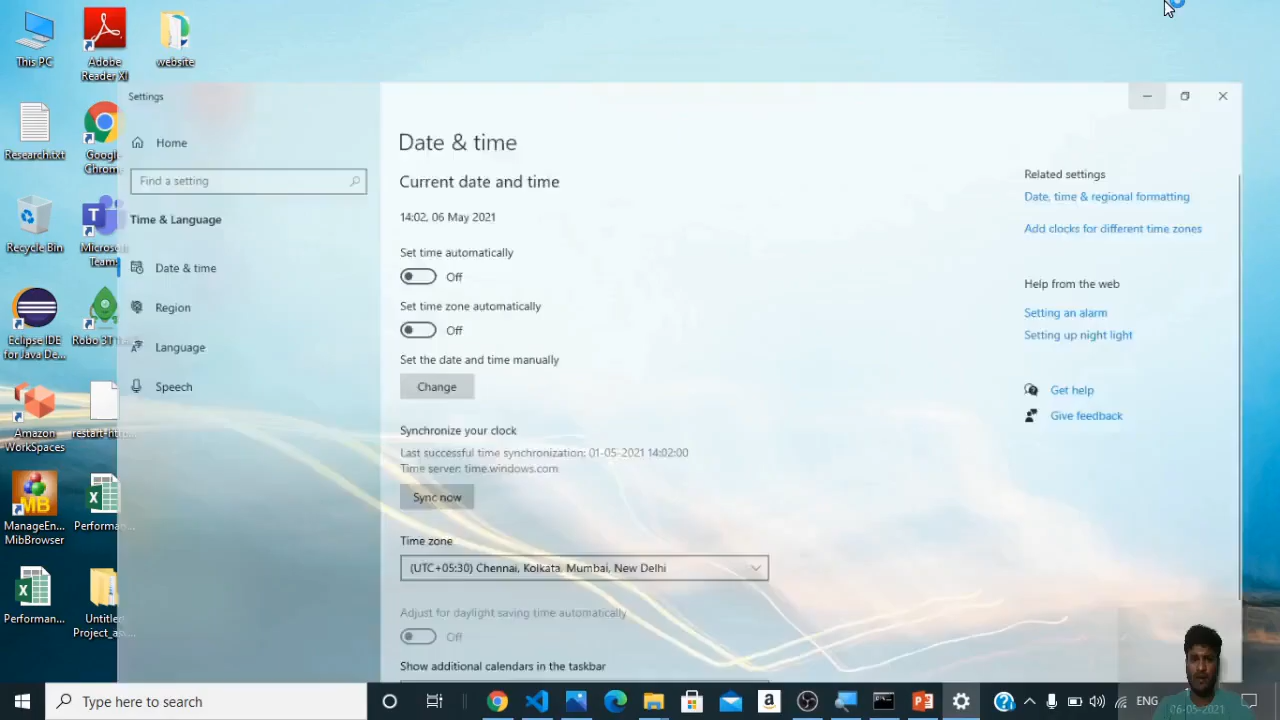 This PC
Adobe
Reader XI
website
Settings
Home
Find a setting
Time & Language
Date & time
Region
Language
Speech
Research.txt
Google
Chrom
Recycle Bin
Microso
Team
Eclipse IDE
for Java De...
Robo 3T
Amazon
WorkSpaces
ManageEn...
MibBrowser
Performan
Performan...
Untitled
Project_a
Date & time
Current date and time
14:02, 06 May 2021
Set time automatically
Off
Set time zone automatically
Off
Set the date and time manually
Change
Synchronize your clock
Last successful time synchronization: 01-05-2021 14:02:00
Time server: time.windows.com
Sync now
Time zone
(UTC+05:30) Chennai, Kolkata, Mumbai, New Delhi
Adjust for daylight saving time automatically
Off
Show additional calendars in the taskbar
Related settings
Date, time & regional formatting
Add clocks for different time zones
Help from the web
Setting an alarm
Setting up night light
Get help
Give feedback
Type here to search
ENG
06-05-2021